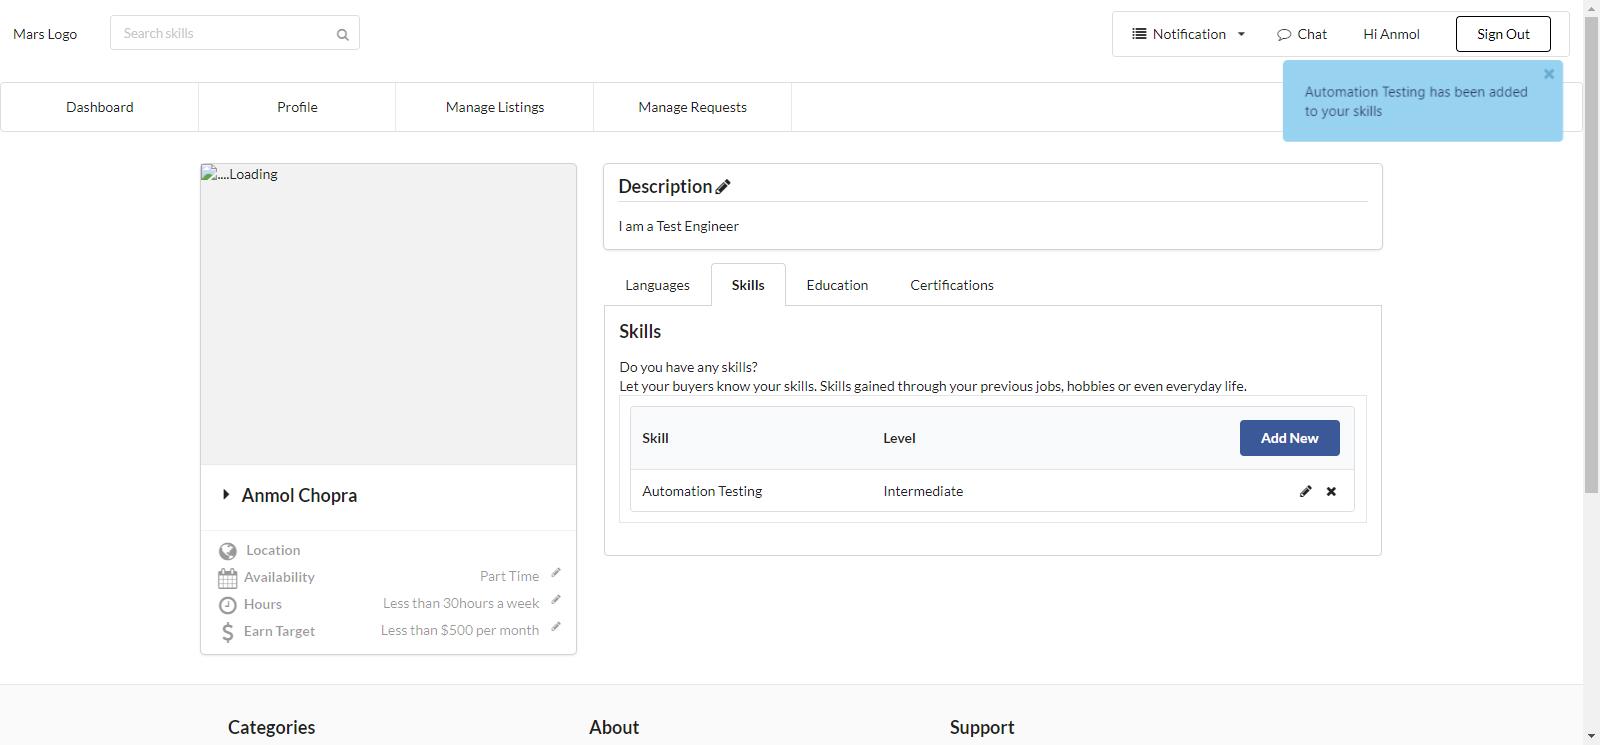 Mars Logo
Search skills
Notification
Chat
Hi Anmol
Sign Out
Automation Testing has been added
to your skills
Dashboard
Profile
Manage Listings
Manage Requests
....Loading
Anmol Chopra
Location
Availability
Part Time
Hours
Less than 30hours a week
Earn Target
Less than $500 per month
Description
I am a Test Engineer
Languages
Skills
Education
Certifications
Skills
Do you have any skills?
Let your buyers know your skills. Skills gained through your previous jobs, hobbies or even everyday life.
Skill
Level
Add New
Automation Testing
Intermediate
Categories
About
Support